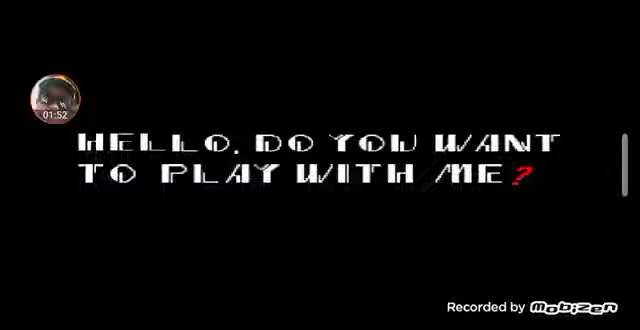 01:52
HELLO. DO YOU WANT
TO PLAY WITH ME?
Recorded by mobizen